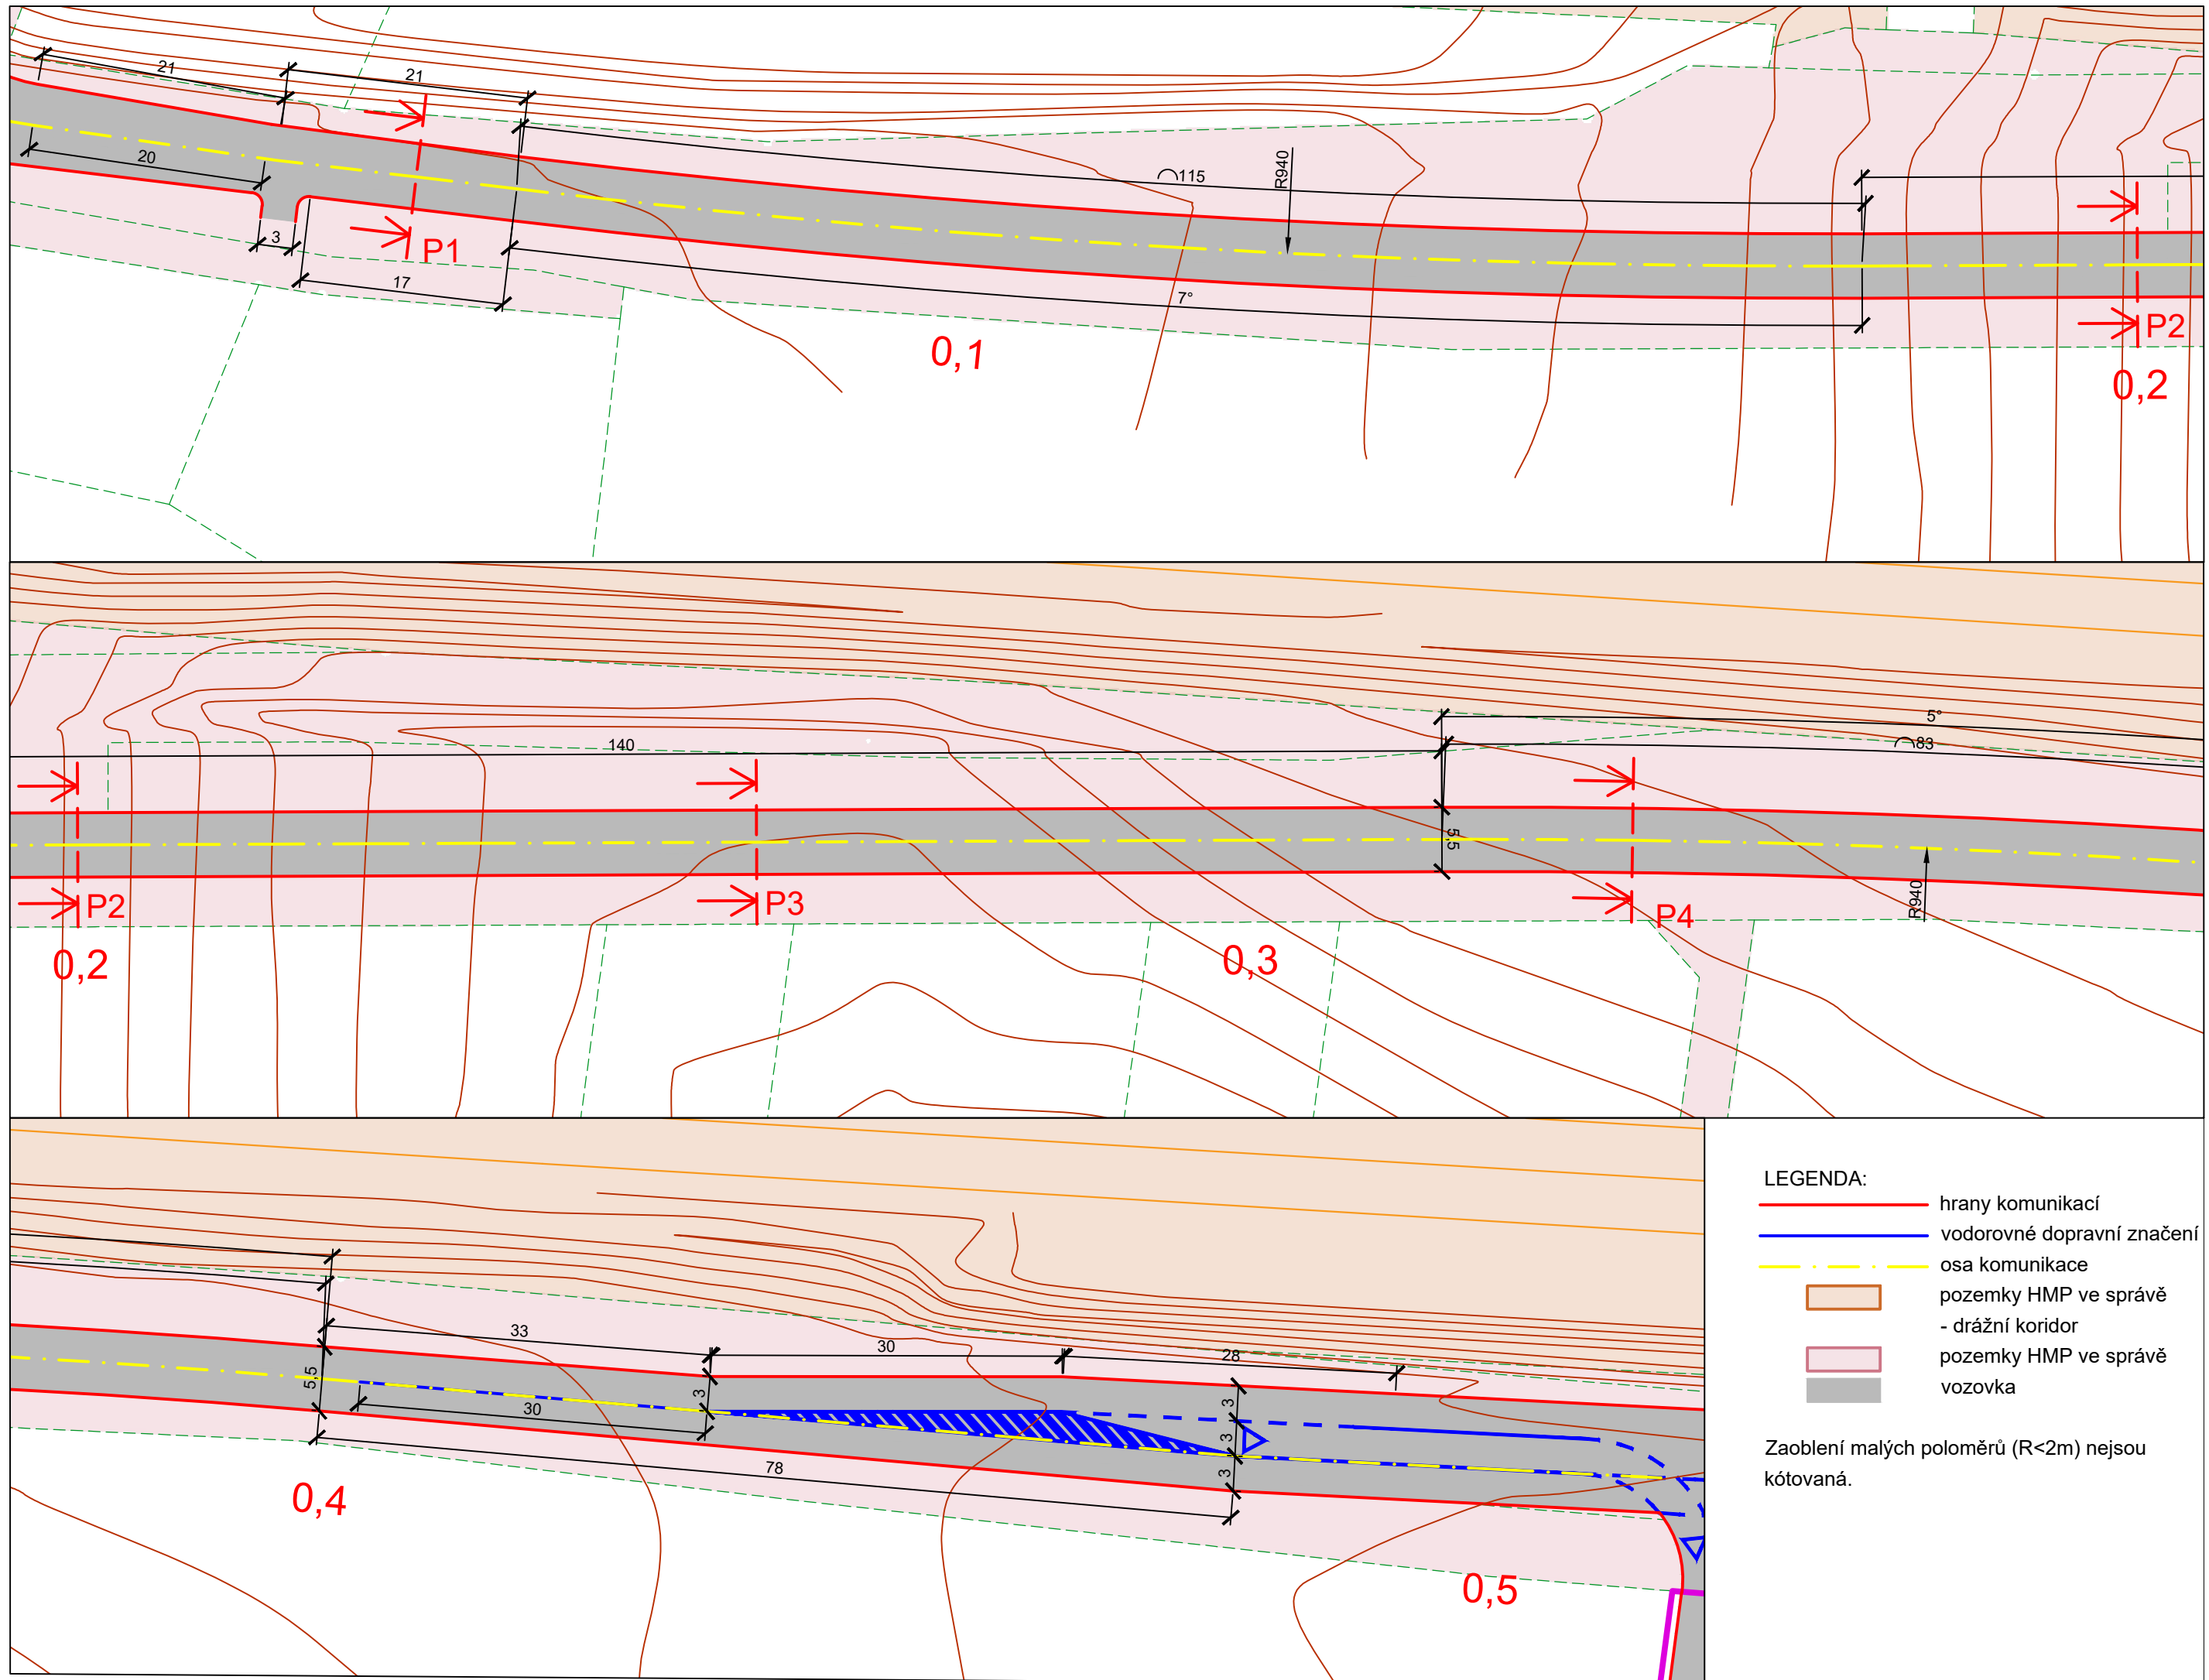 21
21
20
3
17
P1
⌒115
R940
7°
0,1
P2
0,2
140
5°
⌒83
5,5
R940
P2
P3
P4
0,2
0,3
33
30
28
5,5
3
30
3
3
3
78
0,4
0,5
LEGENDA:
hrany komunikací
vodorovné dopravní značení
osa komunikace
pozemky HMP ve správě
- drážní koridor
pozemky HMP ve správě
vozovka
Zaoblení malých poloměrů (R<2m) nejsou
kótovaná.